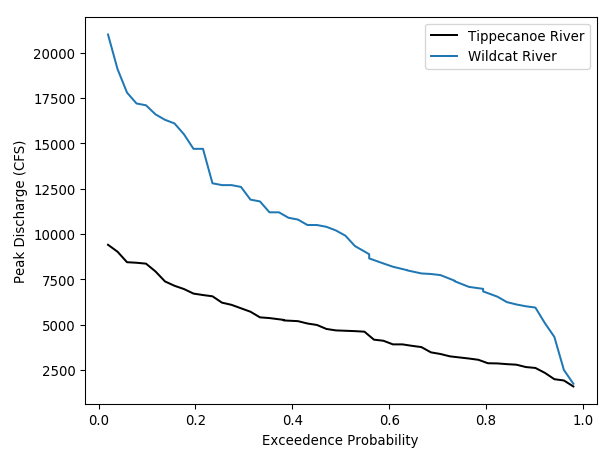 Tippecanoe River
Wildcat River
20000
17500
15000
12500
10000
7500
5000
2500
Peak Discharge (CFS)
0.0 0.2 0.4 0.6 0.8 1.0
Exceedence Probability